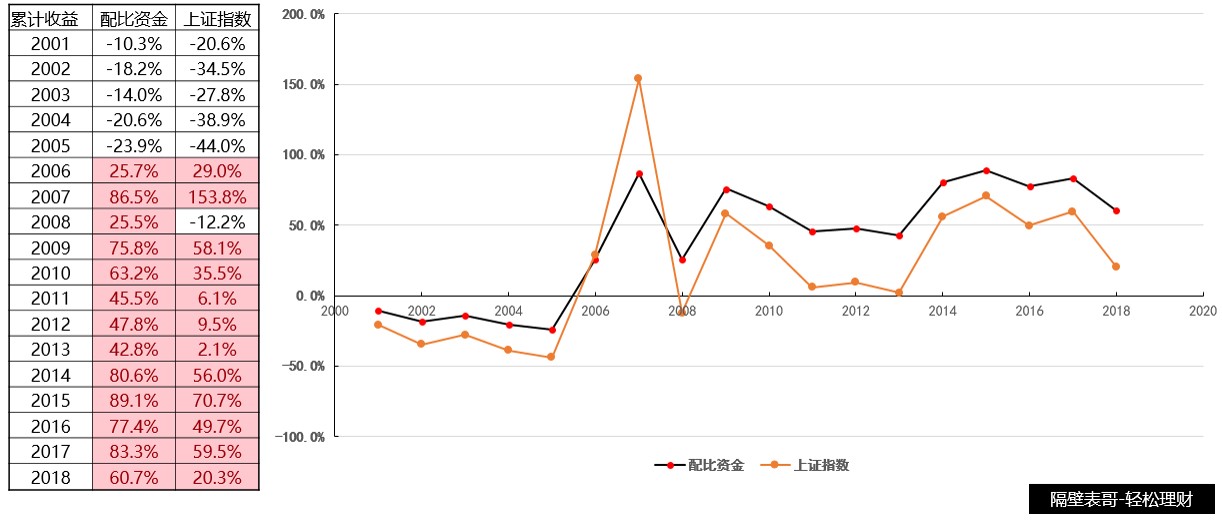 累计收益 配比资金 上证指数
2001 -10.3% -20.6%
2002 -18.2% -34.5%
2003 -14.0% -27.8%
2004 -20.6% -38.9%
2005 -23.9% -44.0%
2006 25.7% 29.0%
2007 86.5% 153.8%
2008 25.5% -12.2%
2009 75.8% 58.1%
2010 63.2% 35.5%
2011 45.5% 6.1%
2012 47.8% 9.5%
2013 42.8% 2.1%
2014 80.6% 56.0%
2015 89.1% 70.7%
2016 77.4% 49.7%
2017 83.3% 59.5%
2018 60.7% 20.3%
200.0%
150.0%
100.0%
50.0%
0.0%
2000 2002 2004 2006 2008 2010 2012 2014 2016 2018 2020
-50.0%
-100.0%
配比资金 上证指数
隔壁表哥-轻松理财